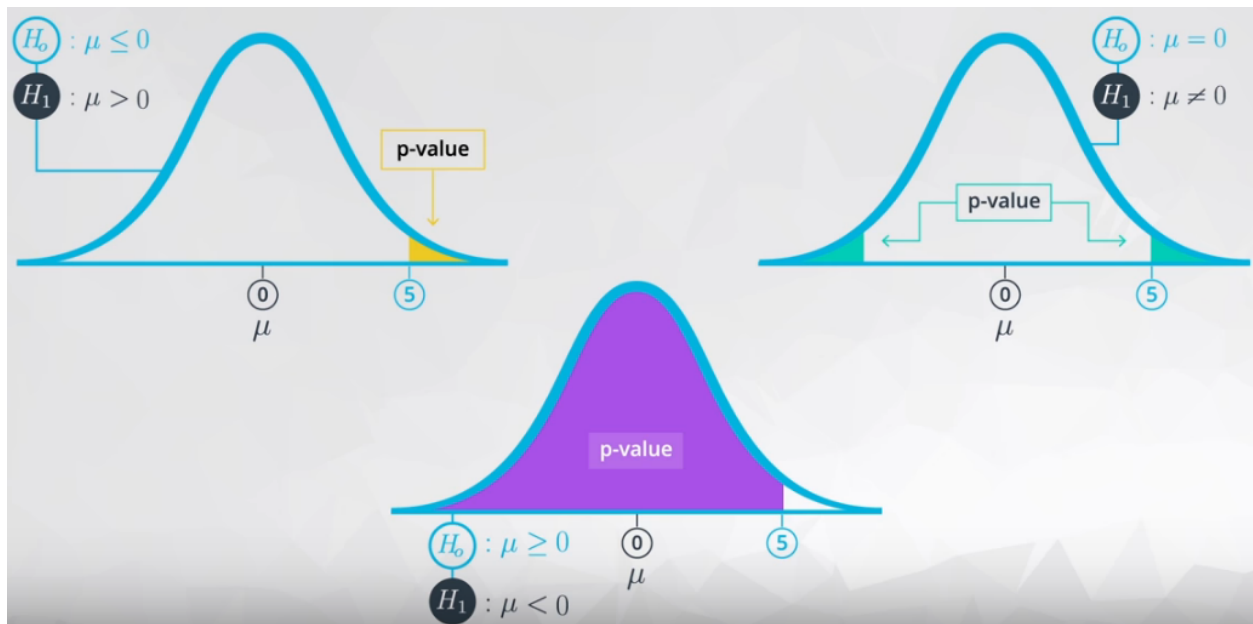 H₀ : μ ≤ 0
H₁ : μ > 0
p-value
0
5
μ
H₀ : μ = 0
H₁ : μ ≠ 0
p-value
0
5
μ
p-value
H₀ : μ ≥ 0
H₁ : μ < 0
0
5
μ